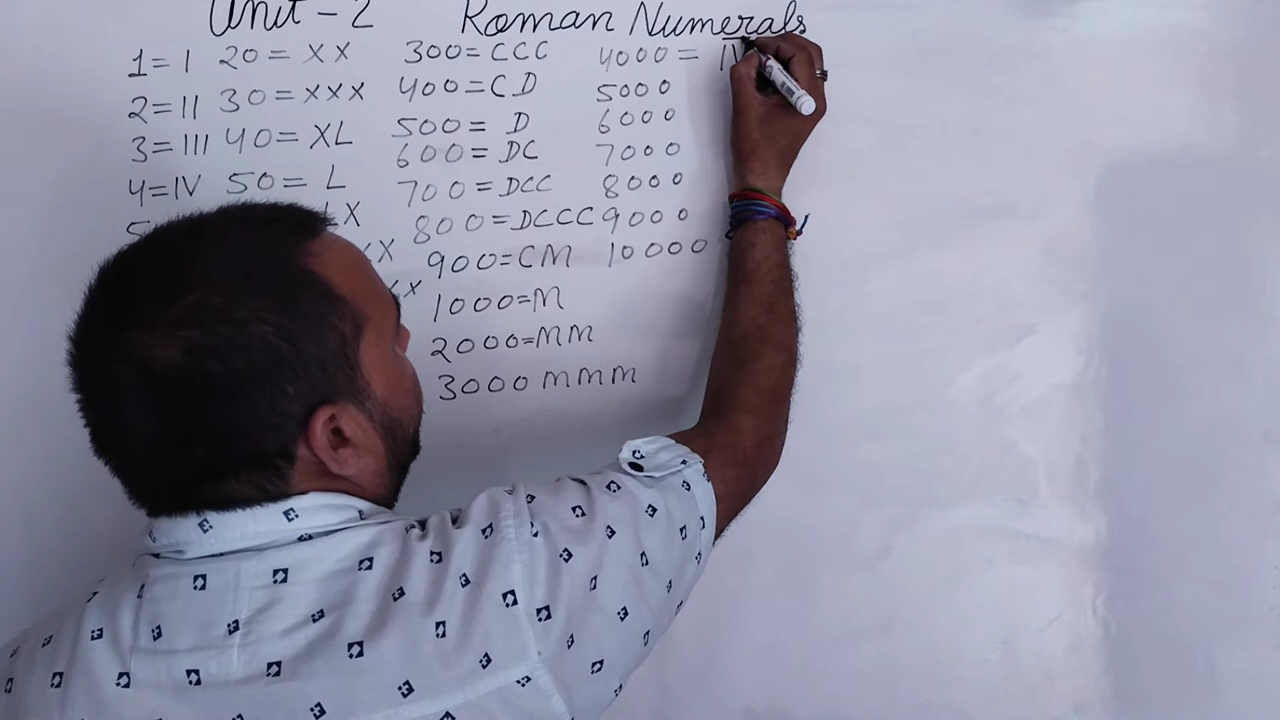 Unit - 2 Roman Numerals
1 = I 20 = XX 300 = CCC 4000 = IV
2 = II 30 = XXX 400 = CD 5000
3 = III 40 = XL 500 = D 6000
4 = IV 50 = L 600 = DC 7000
5 LX 700 = DCC 8000
800 = DCCC 9000
XX 900 = CM 10000
1000 = M
2000 = MM
3000 MMM